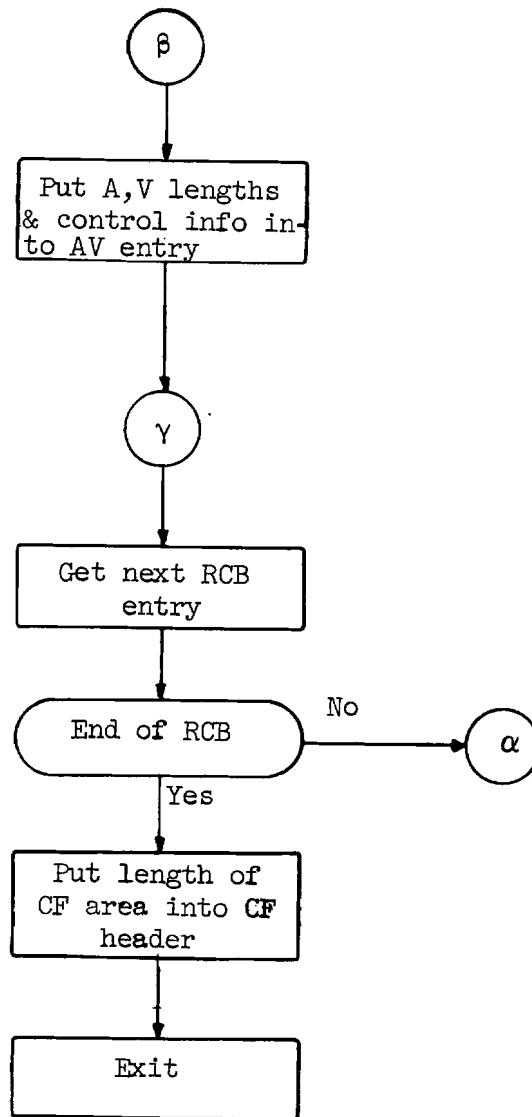 β
Put A,V lengths
& control info in-
to AV entry
γ
Get next RCB
entry
End of RCB
No
α
Yes
Put length of
CF area into CF
header
Exit